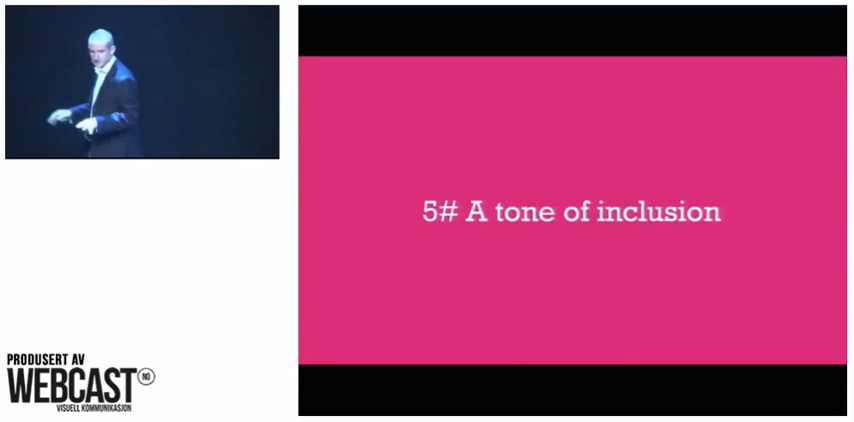 5# A tone of inclusion
PRODUSERT AV
WEBCAST NO
VISUELL KOMMUNIKASJON